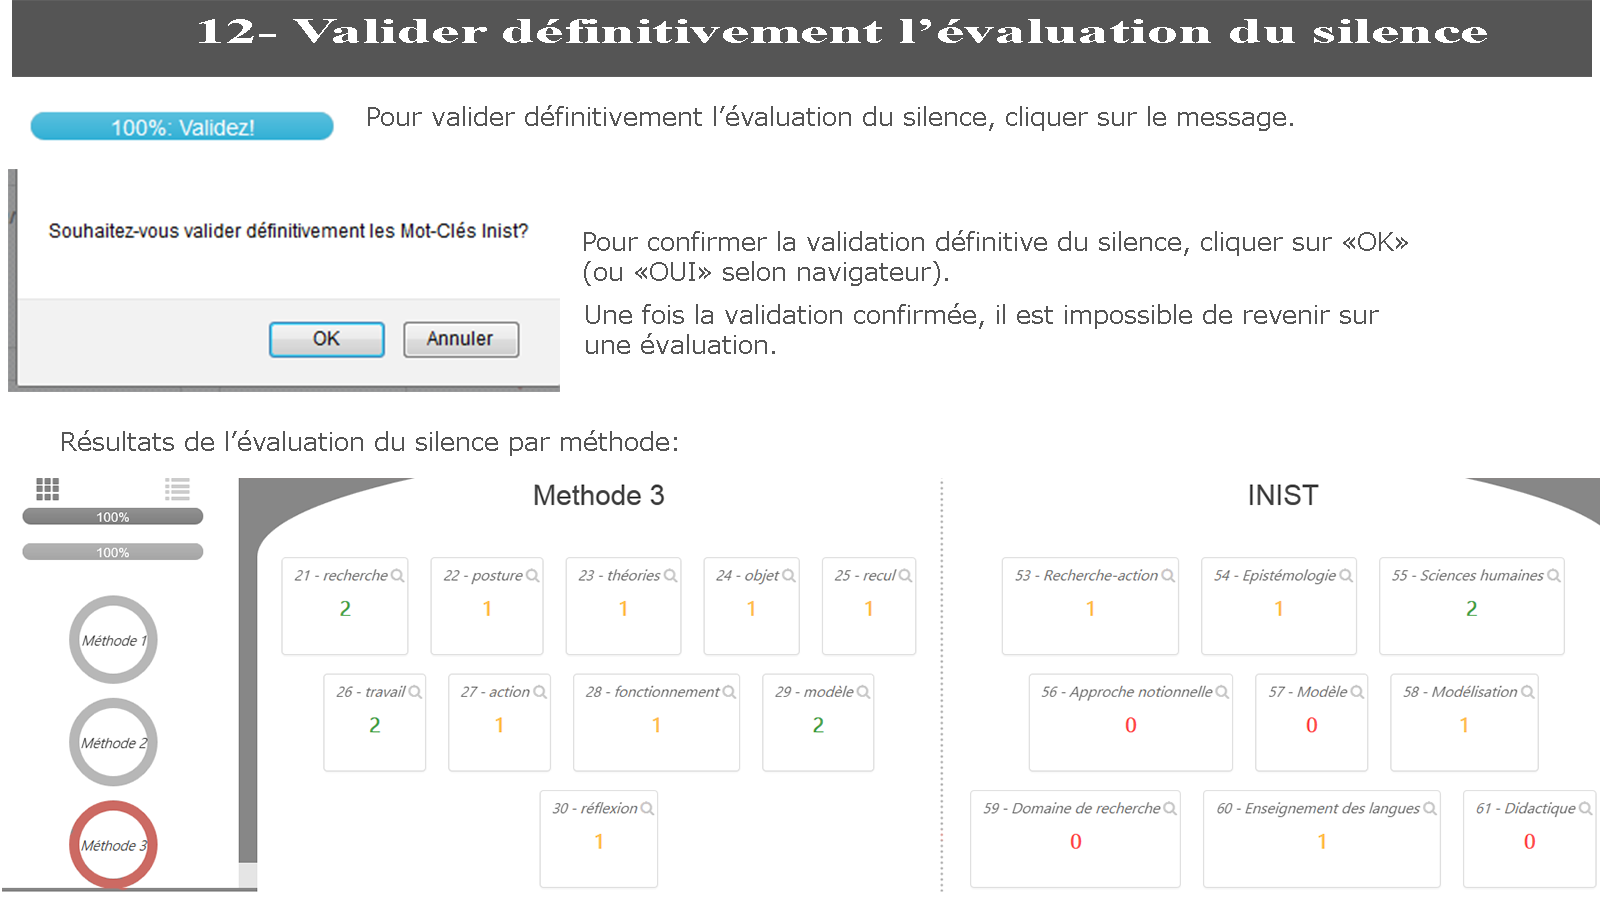 12- Valider définitivement l’évaluation du silence
100%: Validez!
Pour valider définitivement l’évaluation du silence, cliquer sur le message.
Souhaitez-vous valider définitivement les Mot-Clés Inist?
OK
Annuler
Pour confirmer la validation définitive du silence, cliquer sur «OK»
(ou «OUI» selon navigateur).
Une fois la validation confirmée, il est impossible de revenir sur
une évaluation.
Résultats de l’évaluation du silence par méthode:
100%
100%
Méthode 1
Méthode 2
Méthode 3
Methode 3
21 - recherche
2
22 - posture
1
23 - théories
1
24 - objet
1
25 - recul
1
26 - travail
2
27 - action
1
28 - fonctionnement
1
29 - modèle
2
30 - réflexion
1
INIST
53 - Recherche-action
1
54 - Epistémologie
1
55 - Sciences humaines
2
56 - Approche notionnelle
0
57 - Modèle
0
58 - Modélisation
1
59 - Domaine de recherche
0
60 - Enseignement des langues
1
61 - Didactique
0